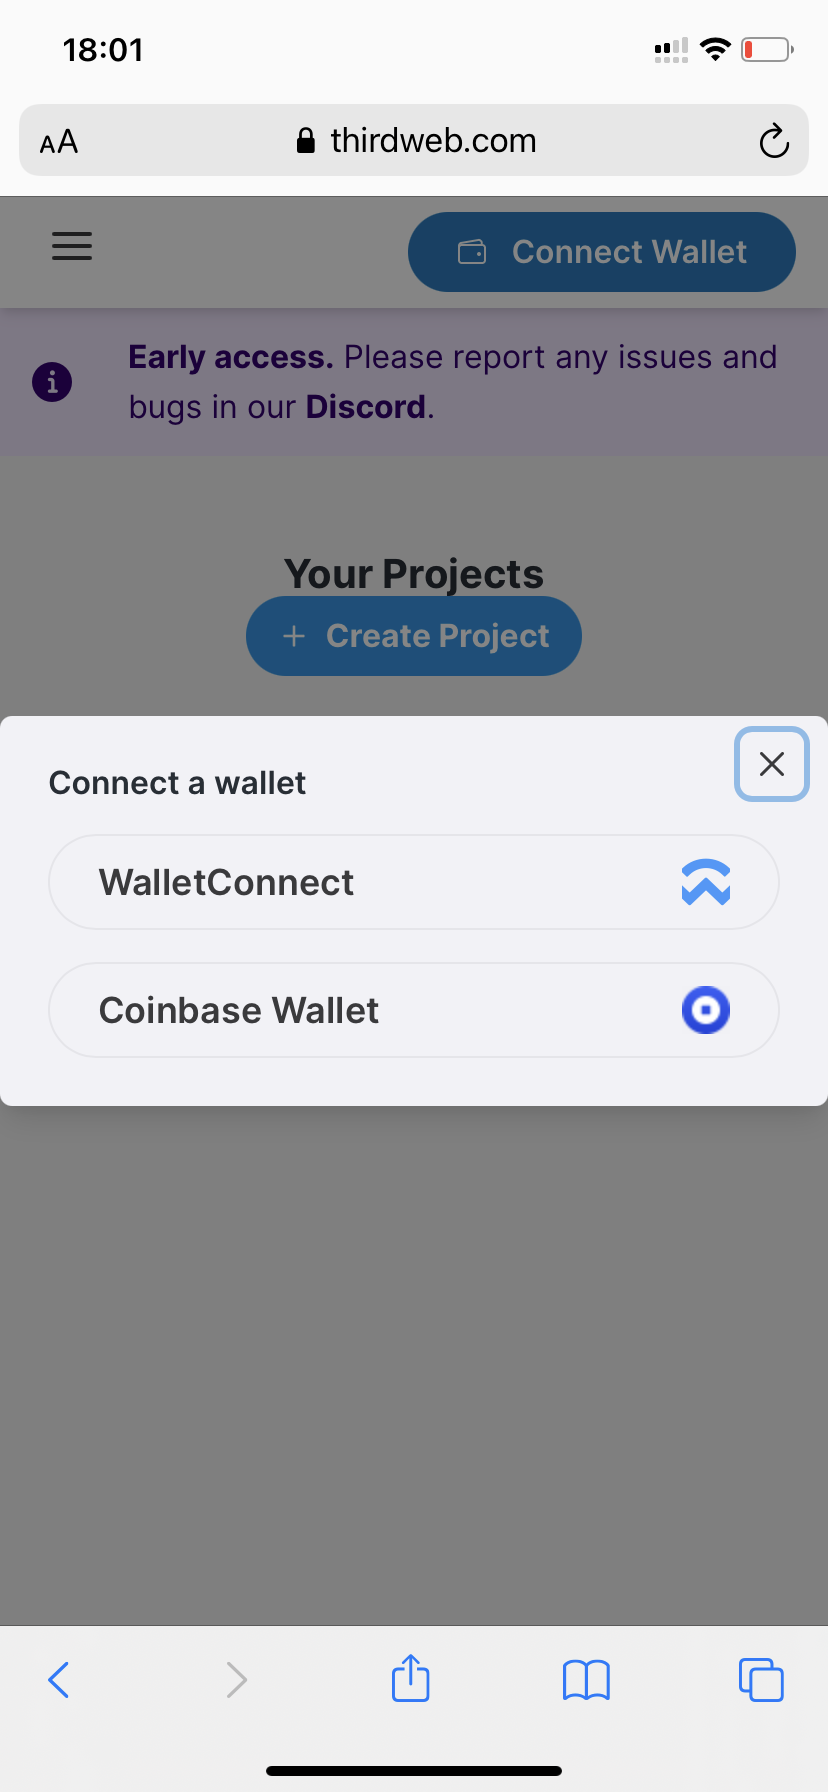 18:01
AA
thirdweb.com
Connect Wallet
Early access. Please report any issues and
bugs in our Discord.
Your Projects
+ Create Project
Connect a wallet
WalletConnect
Coinbase Wallet